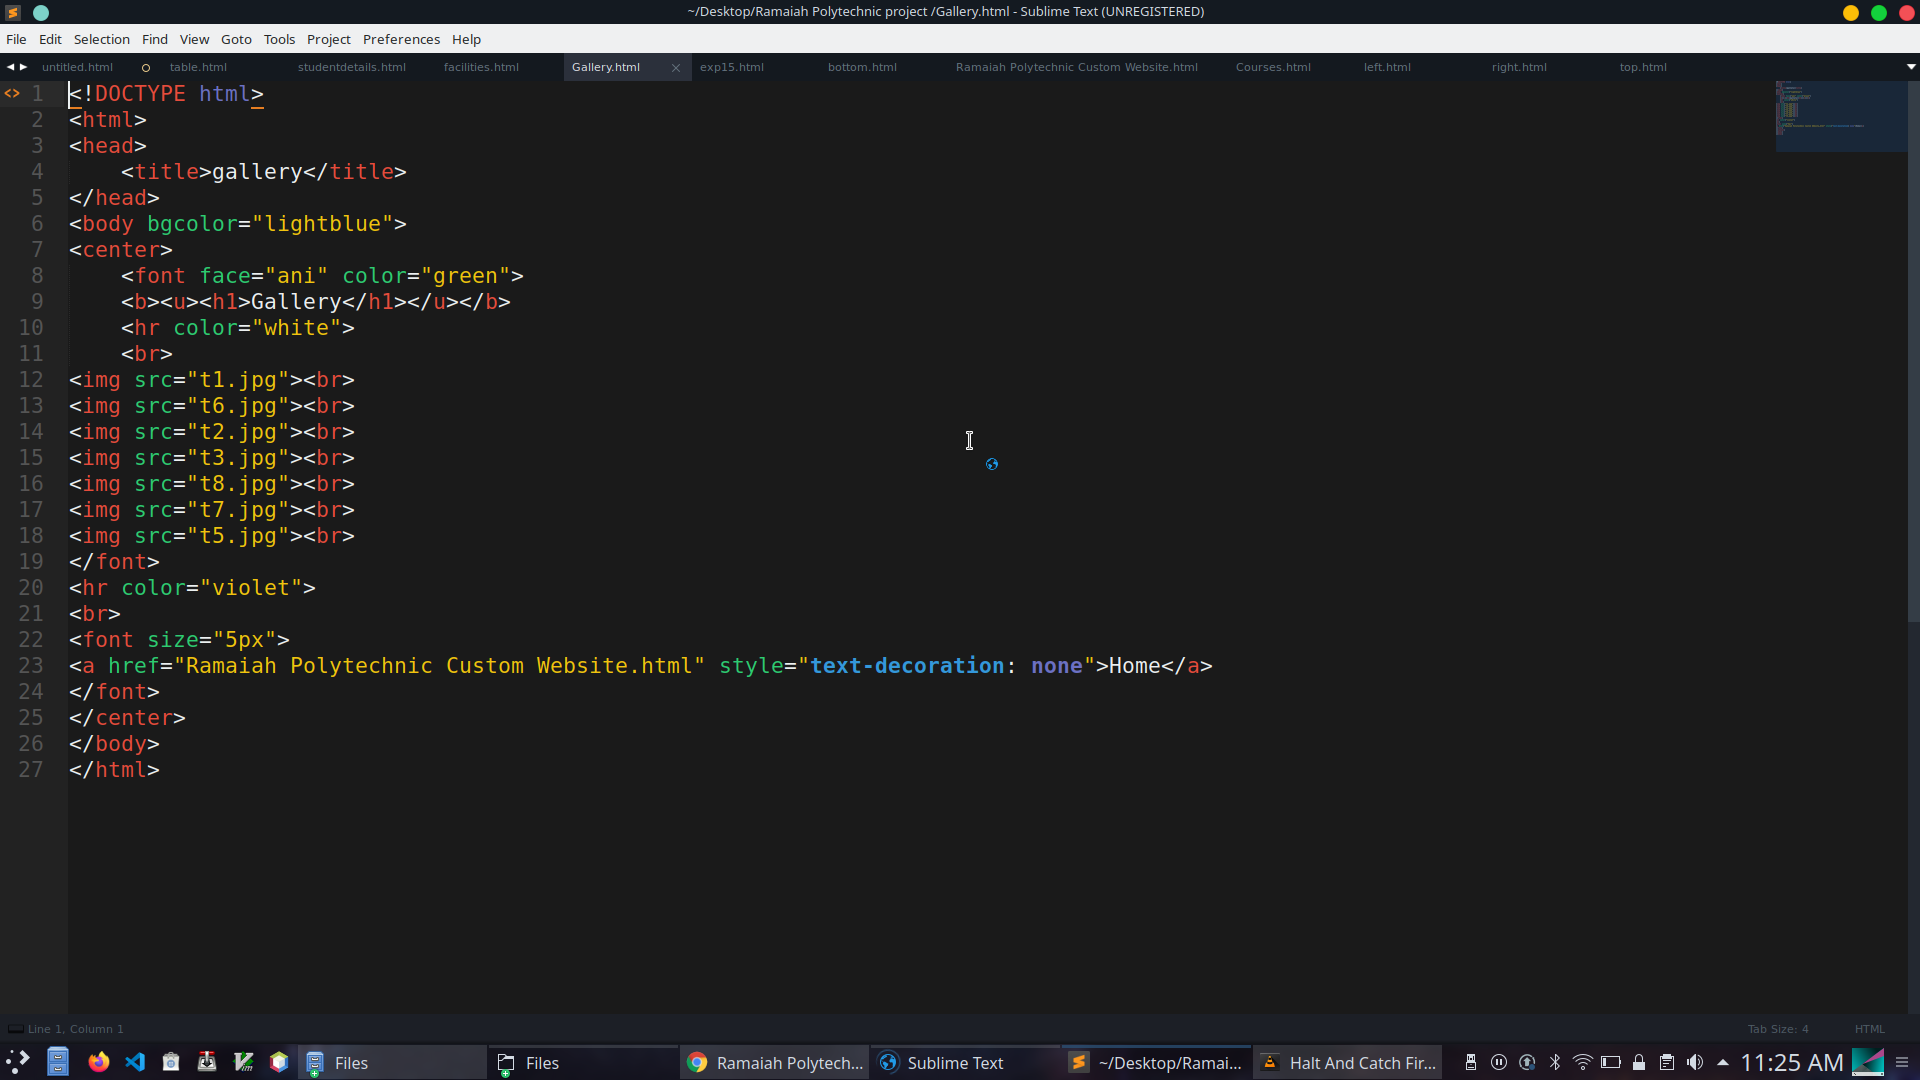 ~/Desktop/Ramaiah Polytechnic project /Gallery.html - Sublime Text (UNREGISTERED)
File Edit Selection Find View Goto Tools Project Preferences Help
untitled.html table.html studentdetails.html facilities.html Gallery.html exp15.html bottom.html Ramaiah Polytechnic Custom Website.html Courses.html left.html right.html top.html
<> 1 <!DOCTYPE html>
2 <html>
3 <head>
4     <title>gallery</title>
5 </head>
6 <body bgcolor="lightblue">
7 <center>
8     <font face="ani" color="green">
9     <b><u><h1>Gallery</h1></u></b>
10     <hr color="white">
11     <br>
12 <img src="t1.jpg"><br>
13 <img src="t6.jpg"><br>
14 <img src="t2.jpg"><br>
15 <img src="t3.jpg"><br>
16 <img src="t8.jpg"><br>
17 <img src="t7.jpg"><br>
18 <img src="t5.jpg"><br>
19 </font>
20 <hr color="violet">
21 <br>
22 <font size="5px">
23 <a href="Ramaiah Polytechnic Custom Website.html" style="text-decoration: none">Home</a>
24 </font>
25 </center>
26 </body>
27 </html>
Line 1, Column 1 Tab Size: 4 HTML
Files Files Ramaiah Polytech... Sublime Text ~/Desktop/Ramai... Halt And Catch Fir... 11:25 AM